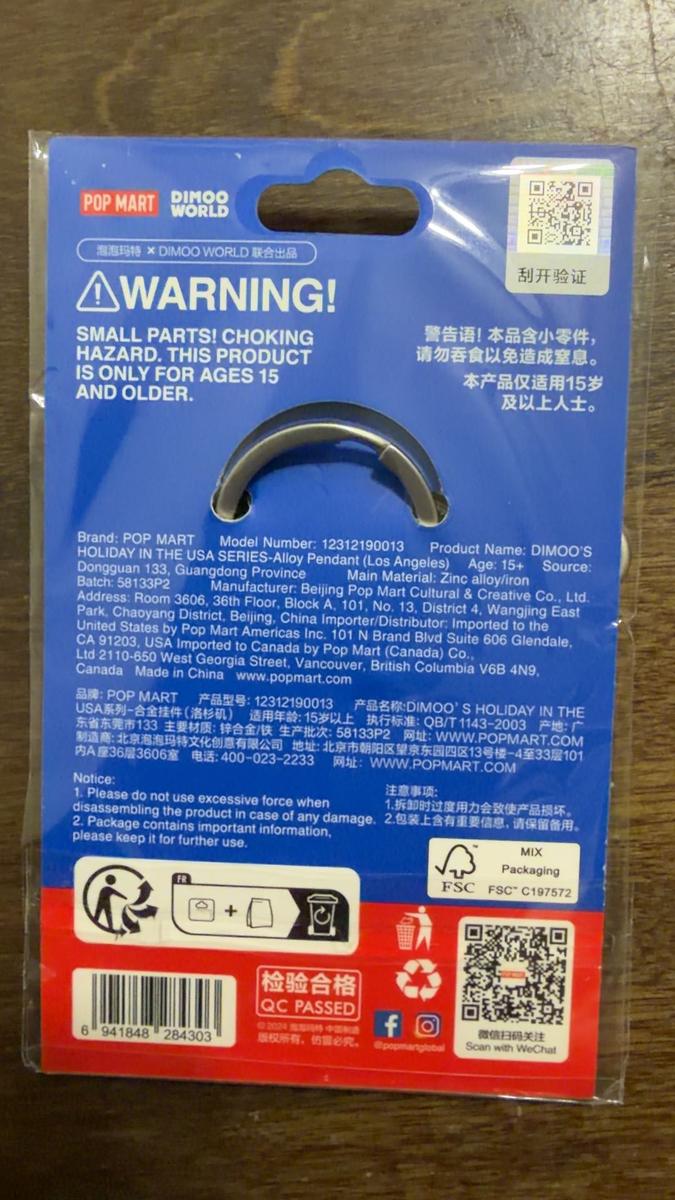 POP MART
DIMOO
WORLD
刮开验证
泡泡玛特 × DIMOO WORLD 联合出品
WARNING!
SMALL PARTS! CHOKING
HAZARD. THIS PRODUCT
IS ONLY FOR AGES 15
AND OLDER.
警告语! 本品含小零件，
请勿吞食以免造成窒息。
本产品仅适用15岁
及以上人士。
Brand: POP MART Model Number: 12312190013 Product Name: DIMOO'S
HOLIDAY IN THE USA SERIES-Alloy Pendant (Los Angeles) Age: 15+ Source:
Dongguan 133, Guangdong Province Main Material: Zinc alloy/iron
Batch: 58133P2 Manufacturer: Beijing Pop Mart Cultural & Creative Co., Ltd.
Address: Room 3606, 36th Floor, Block A, 101, No. 13, District 4, Wangjing East
Park, Chaoyang District, Beijing, China Importer/Distributor: Imported to the
United States by Pop Mart Americas Inc. 101 N Brand Blvd Suite 606 Glendale,
CA 91203, USA Imported to Canada by Pop Mart (Canada) Co.,
Ltd 2110-650 West Georgia Street, Vancouver, British Columbia V6B 4N9,
Canada Made in China www.popmart.com
品牌: POP MART 产品型号: 12312190013 产品名称:DIMOO'S HOLIDAY IN THE
USA系列-合金挂件（洛杉矶） 适用年龄: 15岁以上 执行标准: QB/T 1143-2003 产地: 广
东省东莞市133 主要材质: 锌合金/铁 生产批次: 58133P2 网址: WWW.POPMART.COM
制造商: 北京泡泡玛特文化创意有限公司 地址: 北京市朝阳区望京东园四区13号楼-4至33层101
内A座36层3606室 电话: 400-023-2233 网址: WWW.POPMART.COM
Notice:
1. Please do not use excessive force when
disassembling the product in case of any damage.
2. Package contains important information,
please keep it for further use.
注意事项:
1.拆卸时过度用力会致使产品损坏。
2.包装上含有重要信息, 请保留备用。
FR
+
FSC
MIX
Packaging
FSC™ C197572
6 941848 284303
检验合格
QC PASSED
© 2024 泡泡玛特 中国制造
版权所有，仿冒必究。
@popmartglobal
POP MART
微信扫码关注
Scan with WeChat